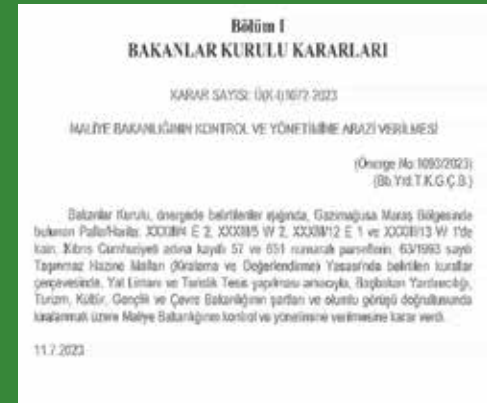 Bölüm I
BAKANLAR KURULU KARARLARI
KARAR SAYISI: Ü(K-I)1072-2023
MALİYE BAKANLIĞININ KONTROL VE YÖNETİMİNE ARAZİ VERİLMESİ
(Önerge No:1093/2023)
(Bb.Yrd.T.K.G.Ç.B.)
Bakanlar Kurulu, önergede belirtilenler ışığında, Gazimağusa Maraş Bölgesinde
bulunan Pafta/Harita: XXXIII/4 E 2, XXXIII/5 W 2, XXXIII/12 E 1 ve XXXIII/13 W 1'de
kain, Kıbrıs Cumhuriyeti adına kayıtlı 57 ve 651 numaralı parsellerin, 63/1993 sayılı
Taşınmaz Hazine Malları (Kiralama ve Değerlendirme) Yasası'nda belirtilen kurallar
çerçevesinde, Yat Limanı ve Turistik Tesis yapılması amacıyla, Başbakan Yardımcılığı,
Turizm, Kültür, Gençlik ve Çevre Bakanlığının şartları ve olumlu görüşü doğrultusunda
kiralanmak üzere Maliye Bakanlığının kontrol ve yönetimine verilmesine karar verdi.
11.7.2023